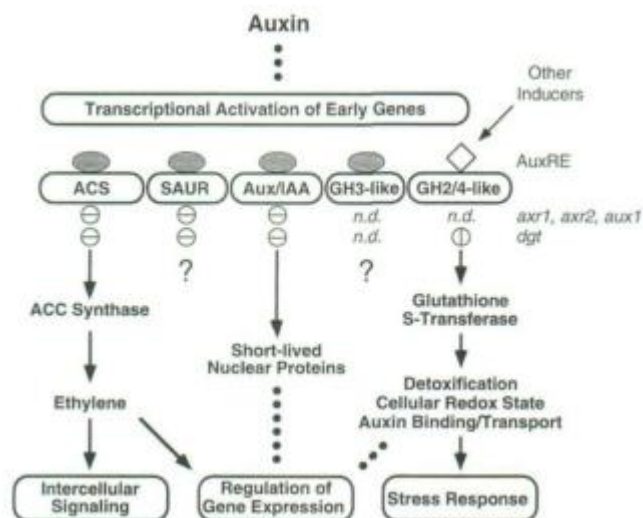 Auxin
Transcriptional Activation of Early Genes
Other
Inducers
AuxRE
ACS SAUR Aux/IAA GH3-like GH2/4-like
n.d. n.d. axr1, axr2, aux1
n.d. dgt
? ?
ACC Synthase
Glutathione
S-Transferase
Short-lived
Nuclear Proteins
Ethylene
Detoxification
Cellular Redox State
Auxin Binding/Transport
Intercellular
Signaling
Regulation of
Gene Expression
Stress Response